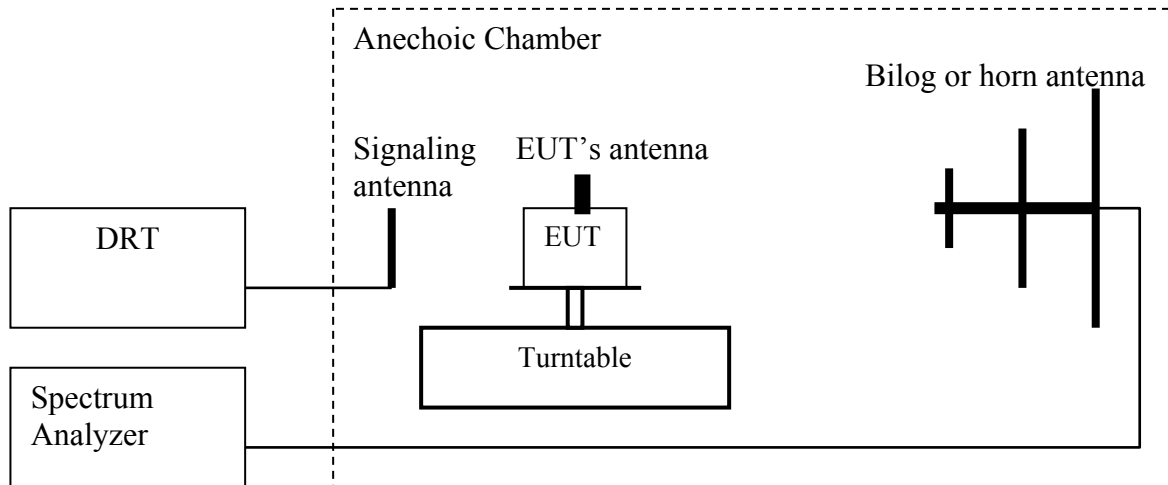 Anechoic Chamber
Bilog or horn antenna
Signaling
antenna
EUT’s antenna
DRT
EUT
Turntable
Spectrum
Analyzer